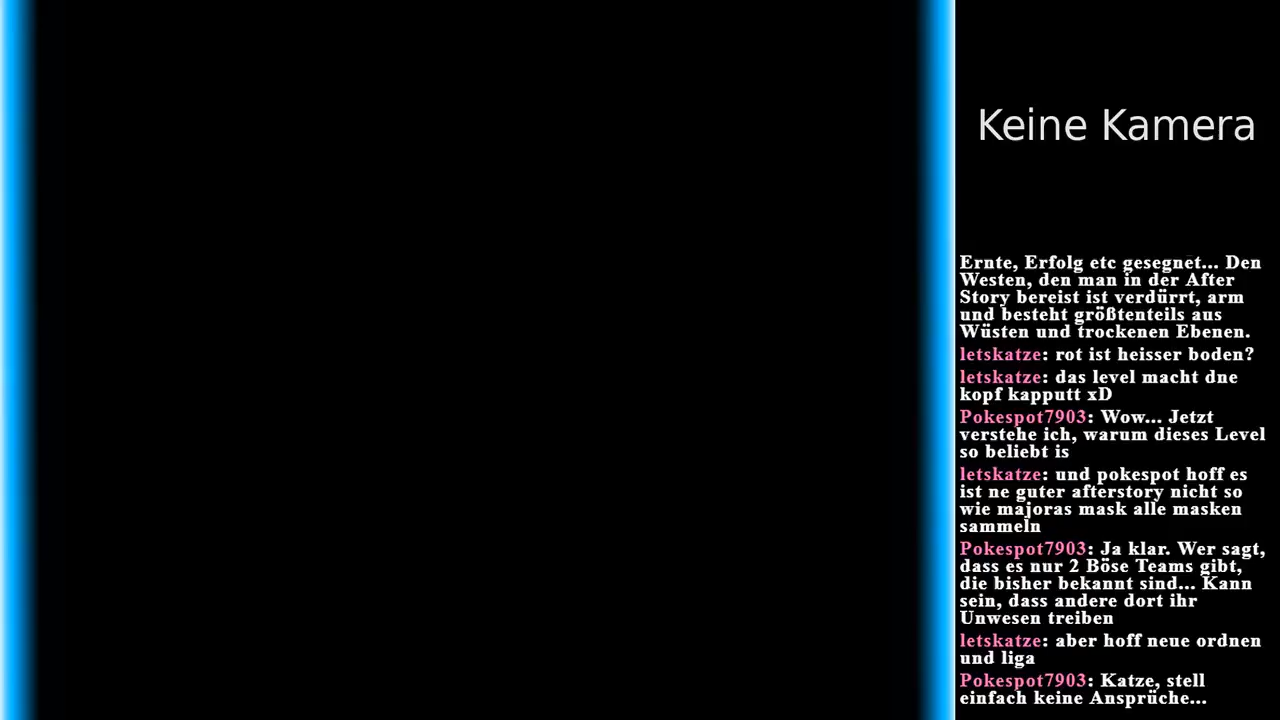 Keine Kamera
Ernte, Erfolg etc gesegnet... Den
Westen, den man in der After
Story bereist ist verdürrt, arm
und besteht größtenteils aus
Wüsten und trockenen Ebenen.
letskatze: rot ist heisser boden?
letskatze: das level macht dne
kopf kapputt xD
Pokespot7903: Wow... Jetzt
verstehe ich, warum dieses Level
so beliebt is
letskatze: und pokespot hoff es
ist ne guter afterstory nicht so
wie majoras mask alle masken
sammeln
Pokespot7903: Ja klar. Wer sagt,
dass es nur 2 Böse Teams gibt,
die bisher bekannt sind... Kann
sein, dass andere dort ihr
Unwesen treiben
letskatze: aber hoff neue ordnen
und liga
Pokespot7903: Katze, stell
einfach keine Ansprüche...